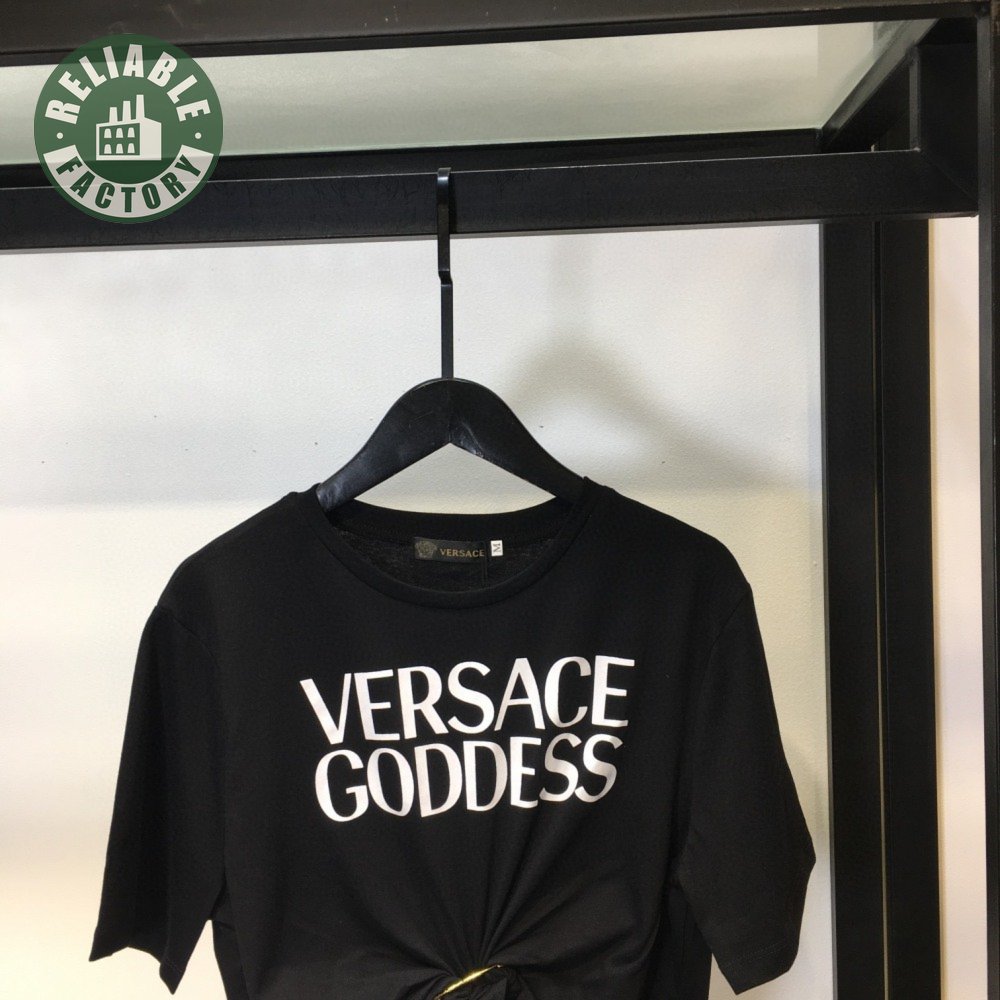 RELIABLE
FACTORY
VERSACE
M
VERSACE
GODDESS